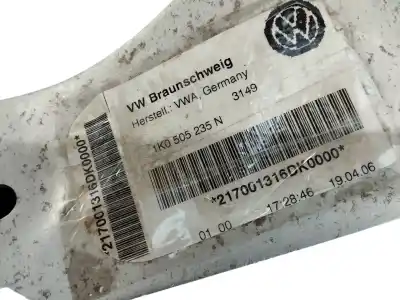 VW Braunschweig
Herstell.: VWA, Germany
3149
1K0 505 235 N
*217001316DK0000*
*217001316DK0000*
01 00 17:28:46 19.04.06